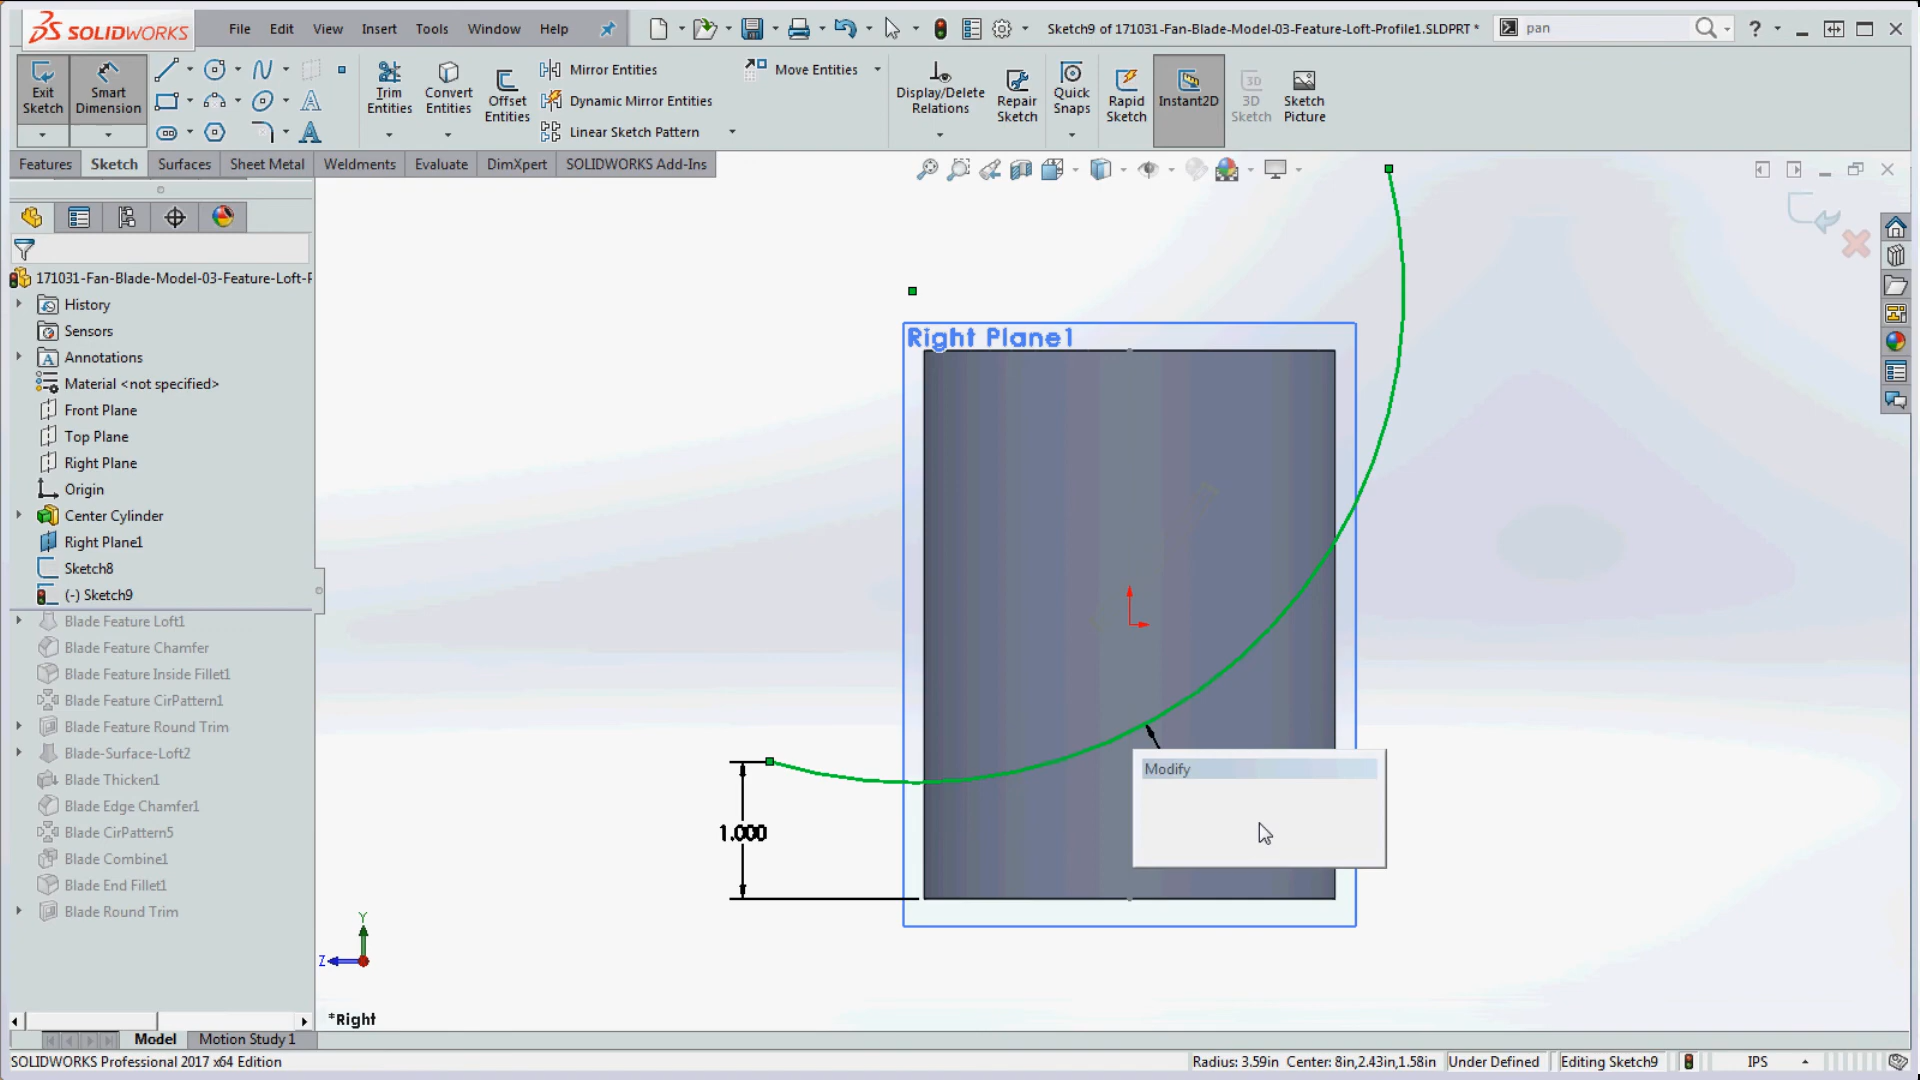 SOLIDWORKS
File Edit View Insert Tools Window Help
Sketch9 of 171031-Fan-Blade-Model-03-Feature-Loft-Profile1.SLDPRT *
pan
?
Exit Sketch
Smart Dimension
Trim Entities
Convert Entities
Offset Entities
Mirror Entities
Dynamic Mirror Entities
Linear Sketch Pattern
Move Entities
Display/Delete Relations
Repair Sketch
Quick Snaps
Rapid Sketch
Instant2D
3D Sketch
Sketch Picture
Features Sketch Surfaces Sheet Metal Weldments Evaluate DimXpert SOLIDWORKS Add-Ins
171031-Fan-Blade-Model-03-Feature-Loft-P
History
Sensors
Annotations
Material <not specified>
Front Plane
Top Plane
Right Plane
Origin
Center Cylinder
Right Plane1
Sketch8
(-) Sketch9
Blade Feature Loft1
Blade Feature Chamfer
Blade Feature Inside Fillet1
Blade Feature CirPattern1
Blade Feature Round Trim
Blade-Surface-Loft2
Blade Thicken1
Blade Edge Chamfer1
Blade CirPattern5
Blade Combine1
Blade End Fillet1
Blade Round Trim
Right Plane1
Modify
1.000
Y
Z
*Right
Model Motion Study 1
SOLIDWORKS Professional 2017 x64 Edition
Radius: 3.59in Center: 8in,2.43in,1.58in Under Defined Editing Sketch9 IPS